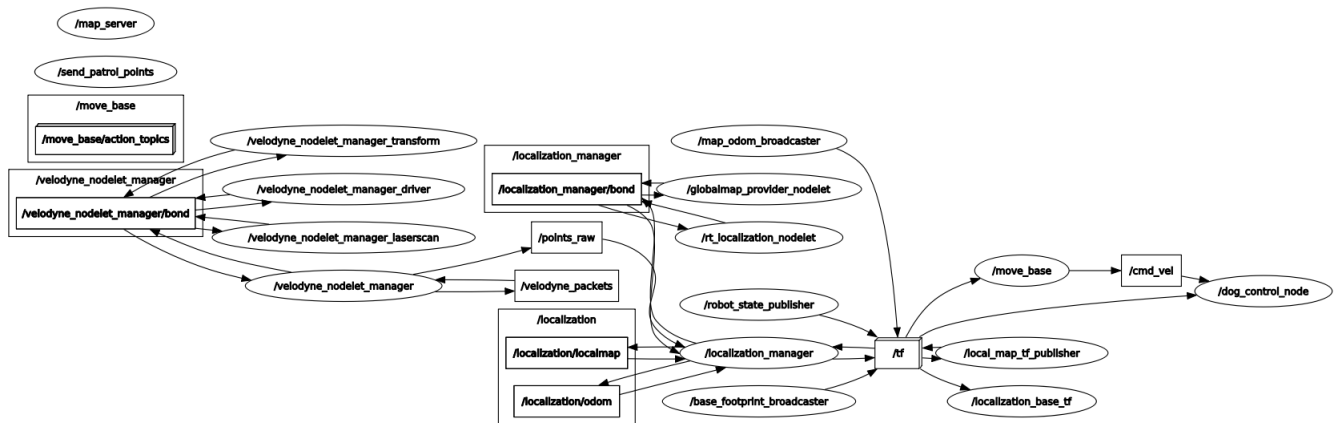 /map_server
/send_patrol_points
/move_base
/move_base/action_topics
/velodyne_nodelet_manager
/velodyne_nodelet_manager/bond
/velodyne_nodelet_manager_transform
/velodyne_nodelet_manager_driver
/velodyne_nodelet_manager_laserscan
/velodyne_nodelet_manager
/points_raw
/velodyne_packets
/localization_manager
/localization_manager/bond
/localization
/localization/localmap
/localization/odom
/map_odom_broadcaster
/globalmap_provider_nodelet
/rt_localization_nodelet
/robot_state_publisher
/localization_manager
/base_footprint_broadcaster
/tf
/move_base
/cmd_vel
/dog_control_node
/local_map_tf_publisher
/localization_base_tf